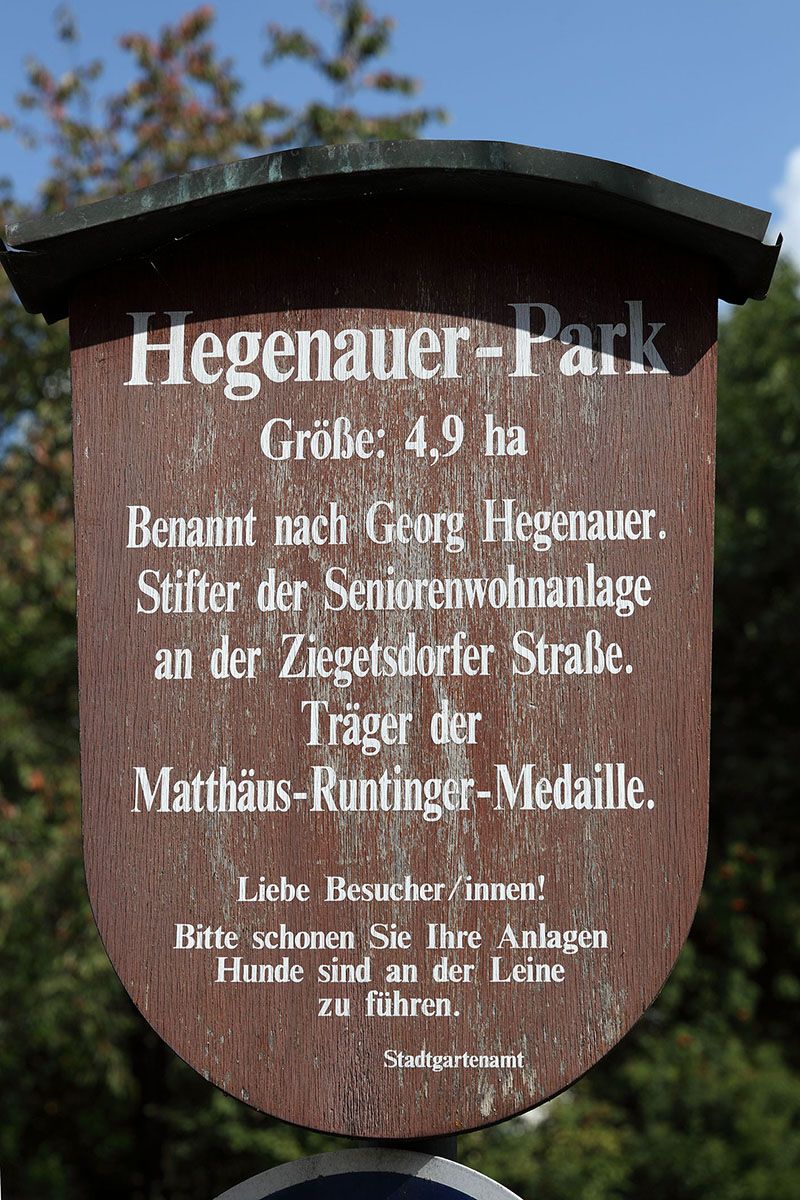 Hegenauer-Park
Größe: 4,9 ha
Benannt nach Georg Hegenauer.
Stifter der Seniorenwohnanlage
an der Ziegetsdorfer Straße.
Träger der
Matthäus-Runtinger-Medaille.
Liebe Besucher/innen!
Bitte schonen Sie Ihre Anlagen
Hunde sind an der Leine
zu führen.
Stadtgartenamt